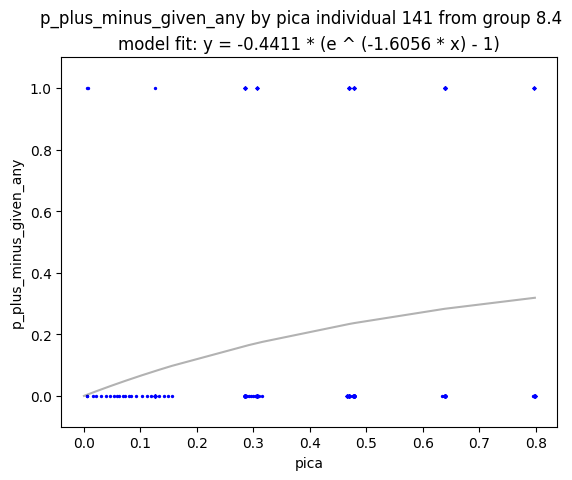 p_plus_minus_given_any by pica individual 141 from group 8.4
model fit: y = -0.4411 * (e ^ (-1.6056 * x) - 1)
1.0
0.8
0.6
0.4
0.2
0.0
p_plus_minus_given_any
0.0 0.1 0.2 0.3 0.4 0.5 0.6 0.7 0.8
pica